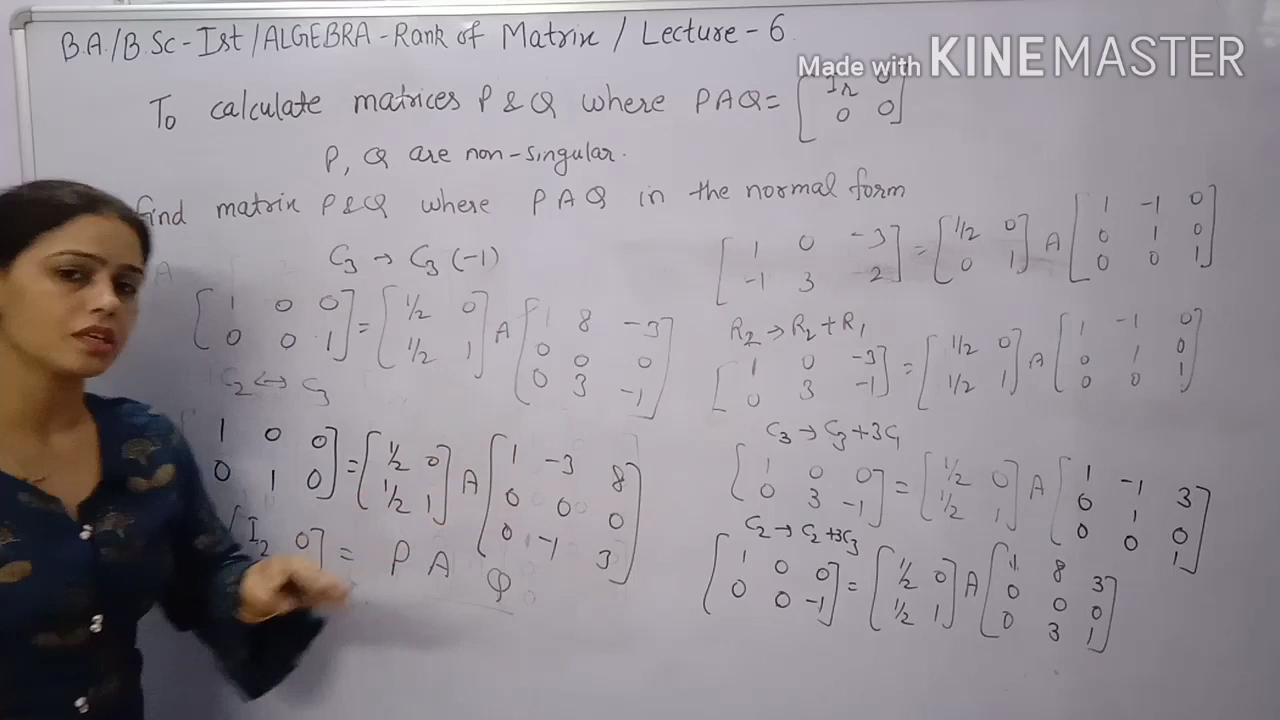 B.A./B.Sc-Ist/ALGEBRA-Rank of Matrix / Lecture-6
Made with KINEMASTER
To calculate matrices P & Q where PAQ = [Ir 0
0 0]
P, Q are non-singular.
find matrix P & Q where PAQ in the normal form
C3 → C3 (-1)
[1 0 0] = [1/2 0] A [1 8 -3]
[0 0 1] [1/2 1] [0 0 0]
[0 3 -1]
C2 ↔ C3
1 0 0] = [1/2 0] A [1 -3 8]
0 1 0] [1/2 1] [0 0 0]
[0 -1 3]
[I2 0] = P A Q
[1 0 -3] = [1/2 0] A [1 -1 0]
[-1 3 2] [0 1] [0 1 0]
[0 0 1]
R2 → R2 + R1
[1 0 -3] = [1/2 0] A [1 -1 0]
[0 3 -1] [1/2 1] [0 1 0]
[0 0 1]
C3 → C3 + 3C1
[1 0 0] = [1/2 0] A [1 -1 3]
[0 3 -1] [1/2 1] [0 1 0]
[0 0 1]
C2 → C2 + 3C3
[1 0 0] = [1/2 0] A [1 8 3]
[0 0 -1] [1/2 1] [0 0 0]
[0 3 1]